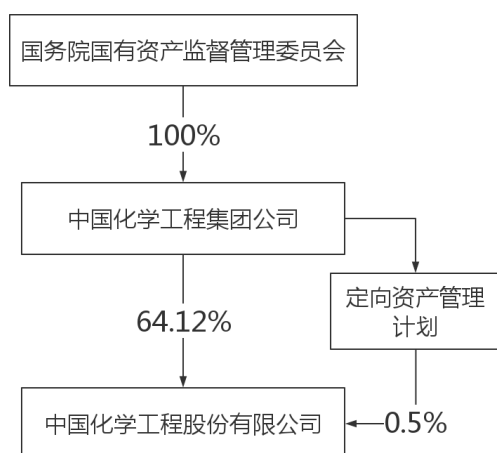 国务院国有资产监督管理委员会
100%
中国化学工程集团公司
定向资产管理
计划
64.12%
中国化学工程股份有限公司
0.5%